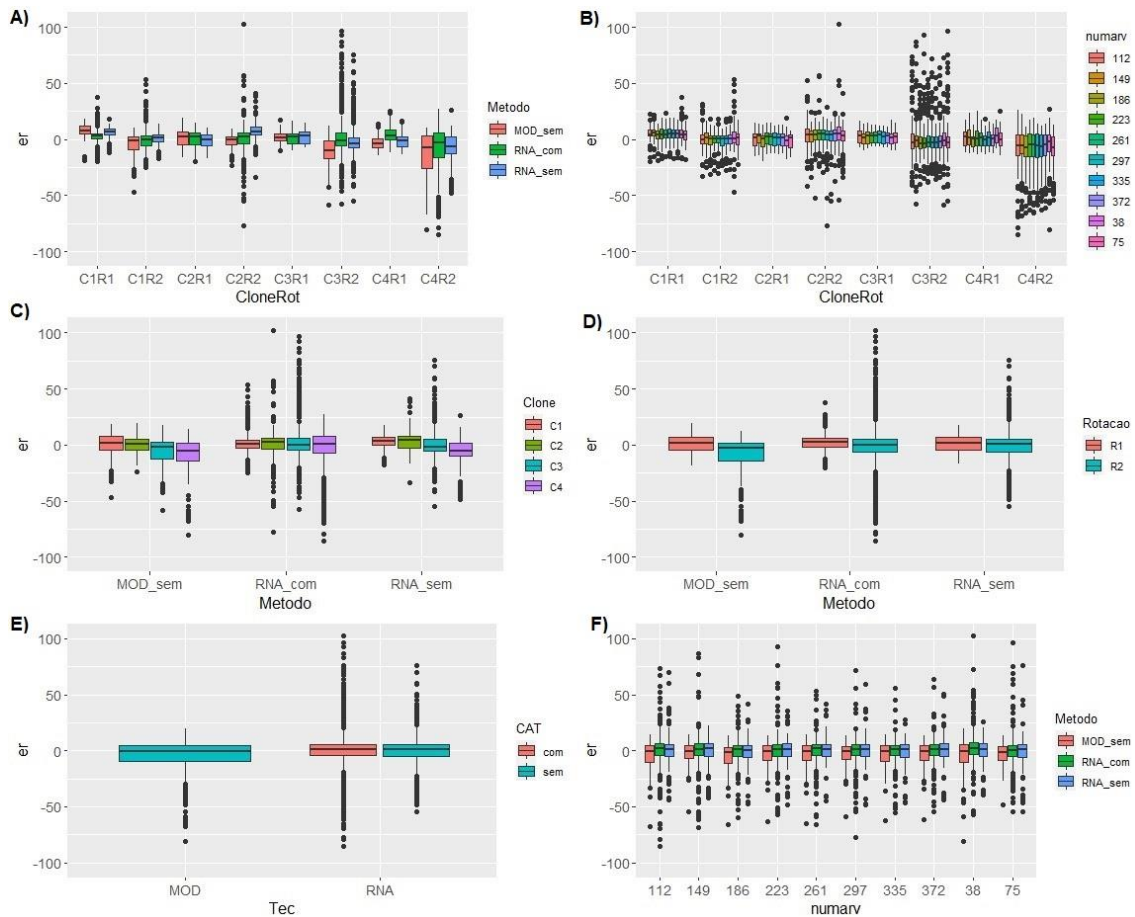 A)
er
100
50
0
-50
-100
C1R1 C1R2 C2R1 C2R2 C3R1 C3R2 C4R1 C4R2
CloneRot
Metodo
MOD_sem
RNA_com
RNA_sem
B)
er
100
50
0
-50
-100
C1R1 C1R2 C2R1 C2R2 C3R1 C3R2 C4R1 C4R2
CloneRot
numarv
112
149
186
223
261
297
335
372
38
75
C)
er
100
50
0
-50
-100
MOD_sem RNA_com RNA_sem
Metodo
Clone
C1
C2
C3
C4
D)
er
100
50
0
-50
-100
MOD_sem RNA_com RNA_sem
Metodo
Rotacao
R1
R2
E)
er
100
50
0
-50
-100
MOD RNA
Tec
CAT
com
sem
F)
er
100
50
0
-50
-100
112 149 186 223 261 297 335 372 38 75
numarv
Metodo
MOD_sem
RNA_com
RNA_sem